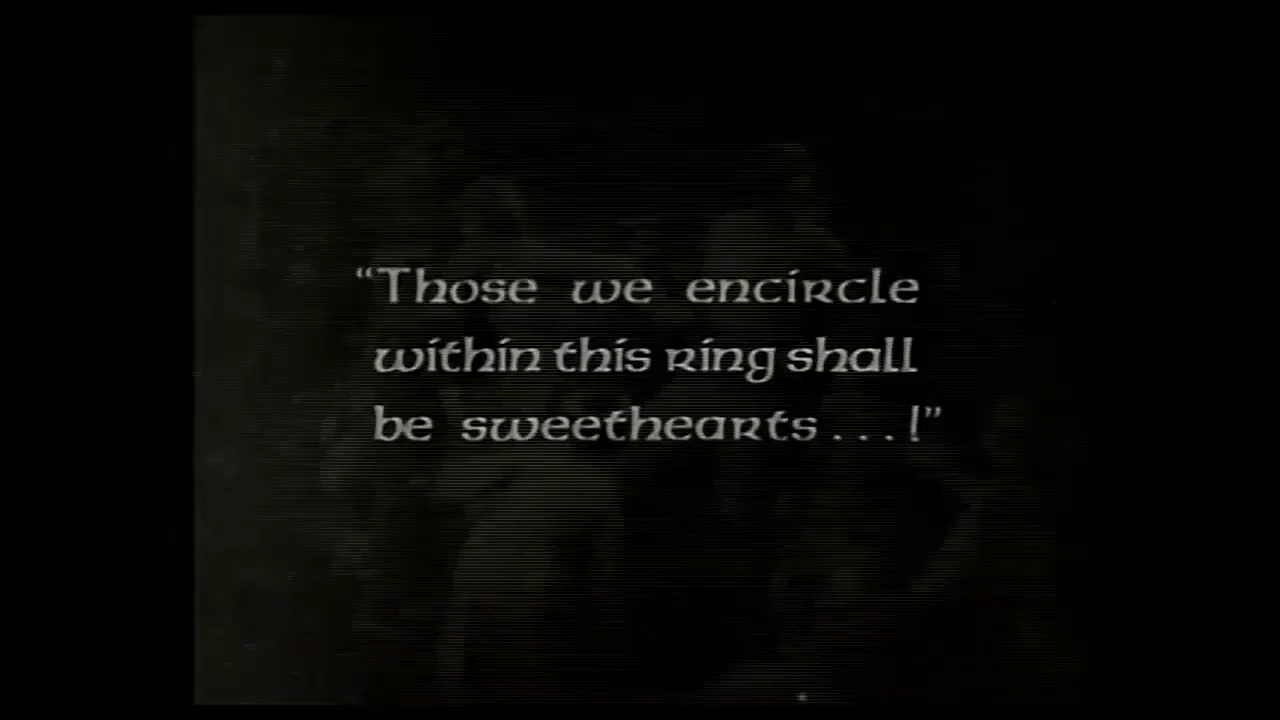 “Those we encircle
within this ring shall
be sweethearts...!”